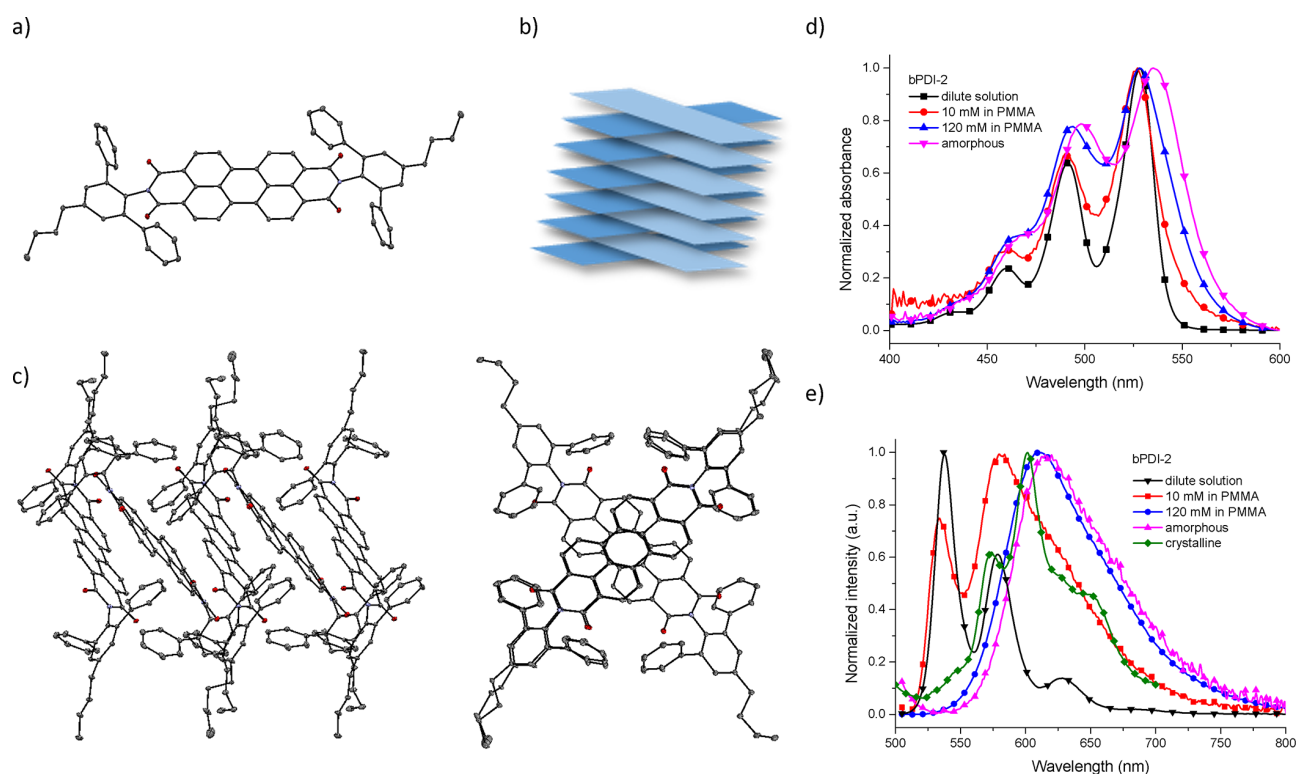 a)
b)
c)
d)
bPDI-2
dilute solution
10 mM in PMMA
120 mM in PMMA
amorphous
1.0
0.8
0.6
0.4
0.2
0.0
Normalized absorbance
400
450
500
550
600
Wavelength (nm)
e)
bPDI-2
dilute solution
10 mM in PMMA
120 mM in PMMA
amorphous
crystalline
1.0
0.8
0.6
0.4
0.2
0.0
Normalized intensity (a.u.)
500
550
600
650
700
750
800
Wavelength (nm)